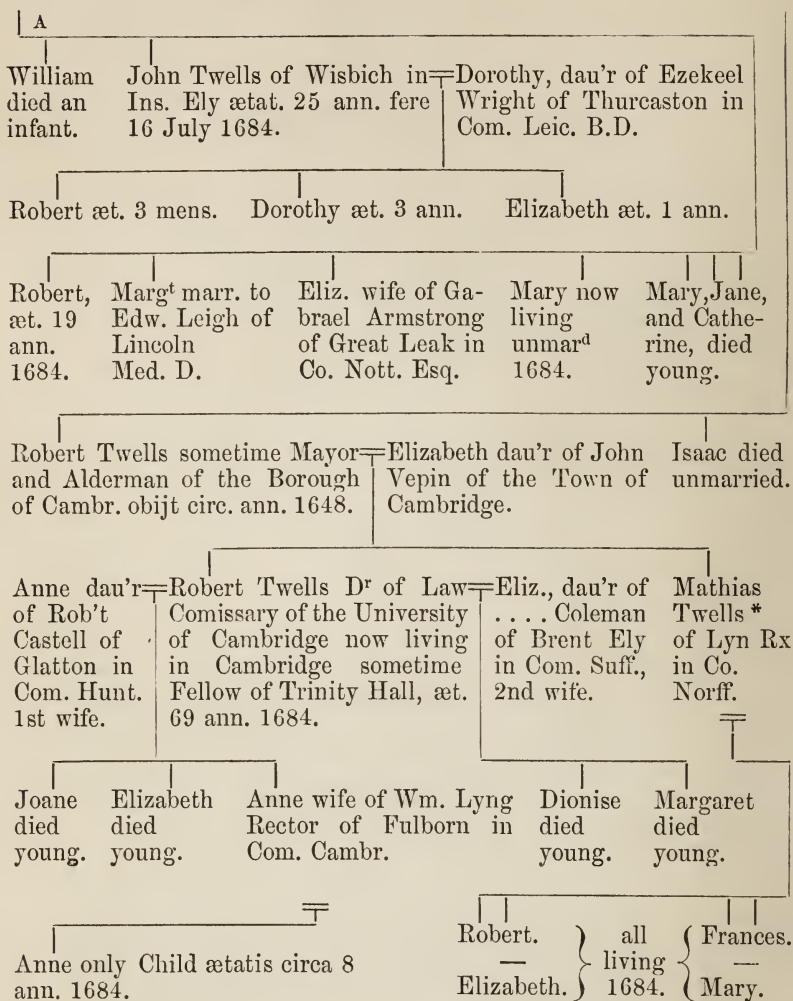 A
William
died an
infant.
John Twells of Wisbich in
Ins. Ely ætat. 25 ann. fere
16 July 1684.
Dorothy, dau'r of Ezekeel
Wright of Thurcaston in
Com. Leic. B.D.
Robert æt. 3 mens.
Dorothy æt. 3 ann.
Elizabeth æt. 1 ann.
Robert,
æt. 19
ann.
1684.
Margt marr. to
Edw. Leigh of
Lincoln
Med. D.
Eliz. wife of Ga-
brael Armstrong
of Great Leak in
Co. Nott. Esq.
Mary now
living
unmard
1684.
Mary, Jane,
and Cathe-
rine, died
young.
Robert Twells sometime Mayor
and Alderman of the Borough
of Cambr. obijt circ. ann. 1648.
Elizabeth dau'r of John
Vepin of the Town of
Cambridge.
Isaac died
unmarried.
Anne dau'r
of Rob't
Castell of
Glatton in
Com. Hunt.
1st wife.
Robert Twells Dr of Law
Comissary of the University
of Cambridge now living
in Cambridge sometime
Fellow of Trinity Hall, æt.
69 ann. 1684.
Eliz., dau'r of
.... Coleman
of Brent Ely
in Com. Suff.,
2nd wife.
Mathias
Twells *
of Lyn Rx
in Co.
Norff.
Joane
died
young.
Elizabeth
died
young.
Anne wife of Wm. Lyng
Rector of Fulborn in
Com. Cambr.
Dionise
died
young.
Margaret
died
young.
Anne only Child ætatis circa 8
ann. 1684.
Robert.
—
Elizabeth.
all
living
1684.
Frances.
—
Mary.